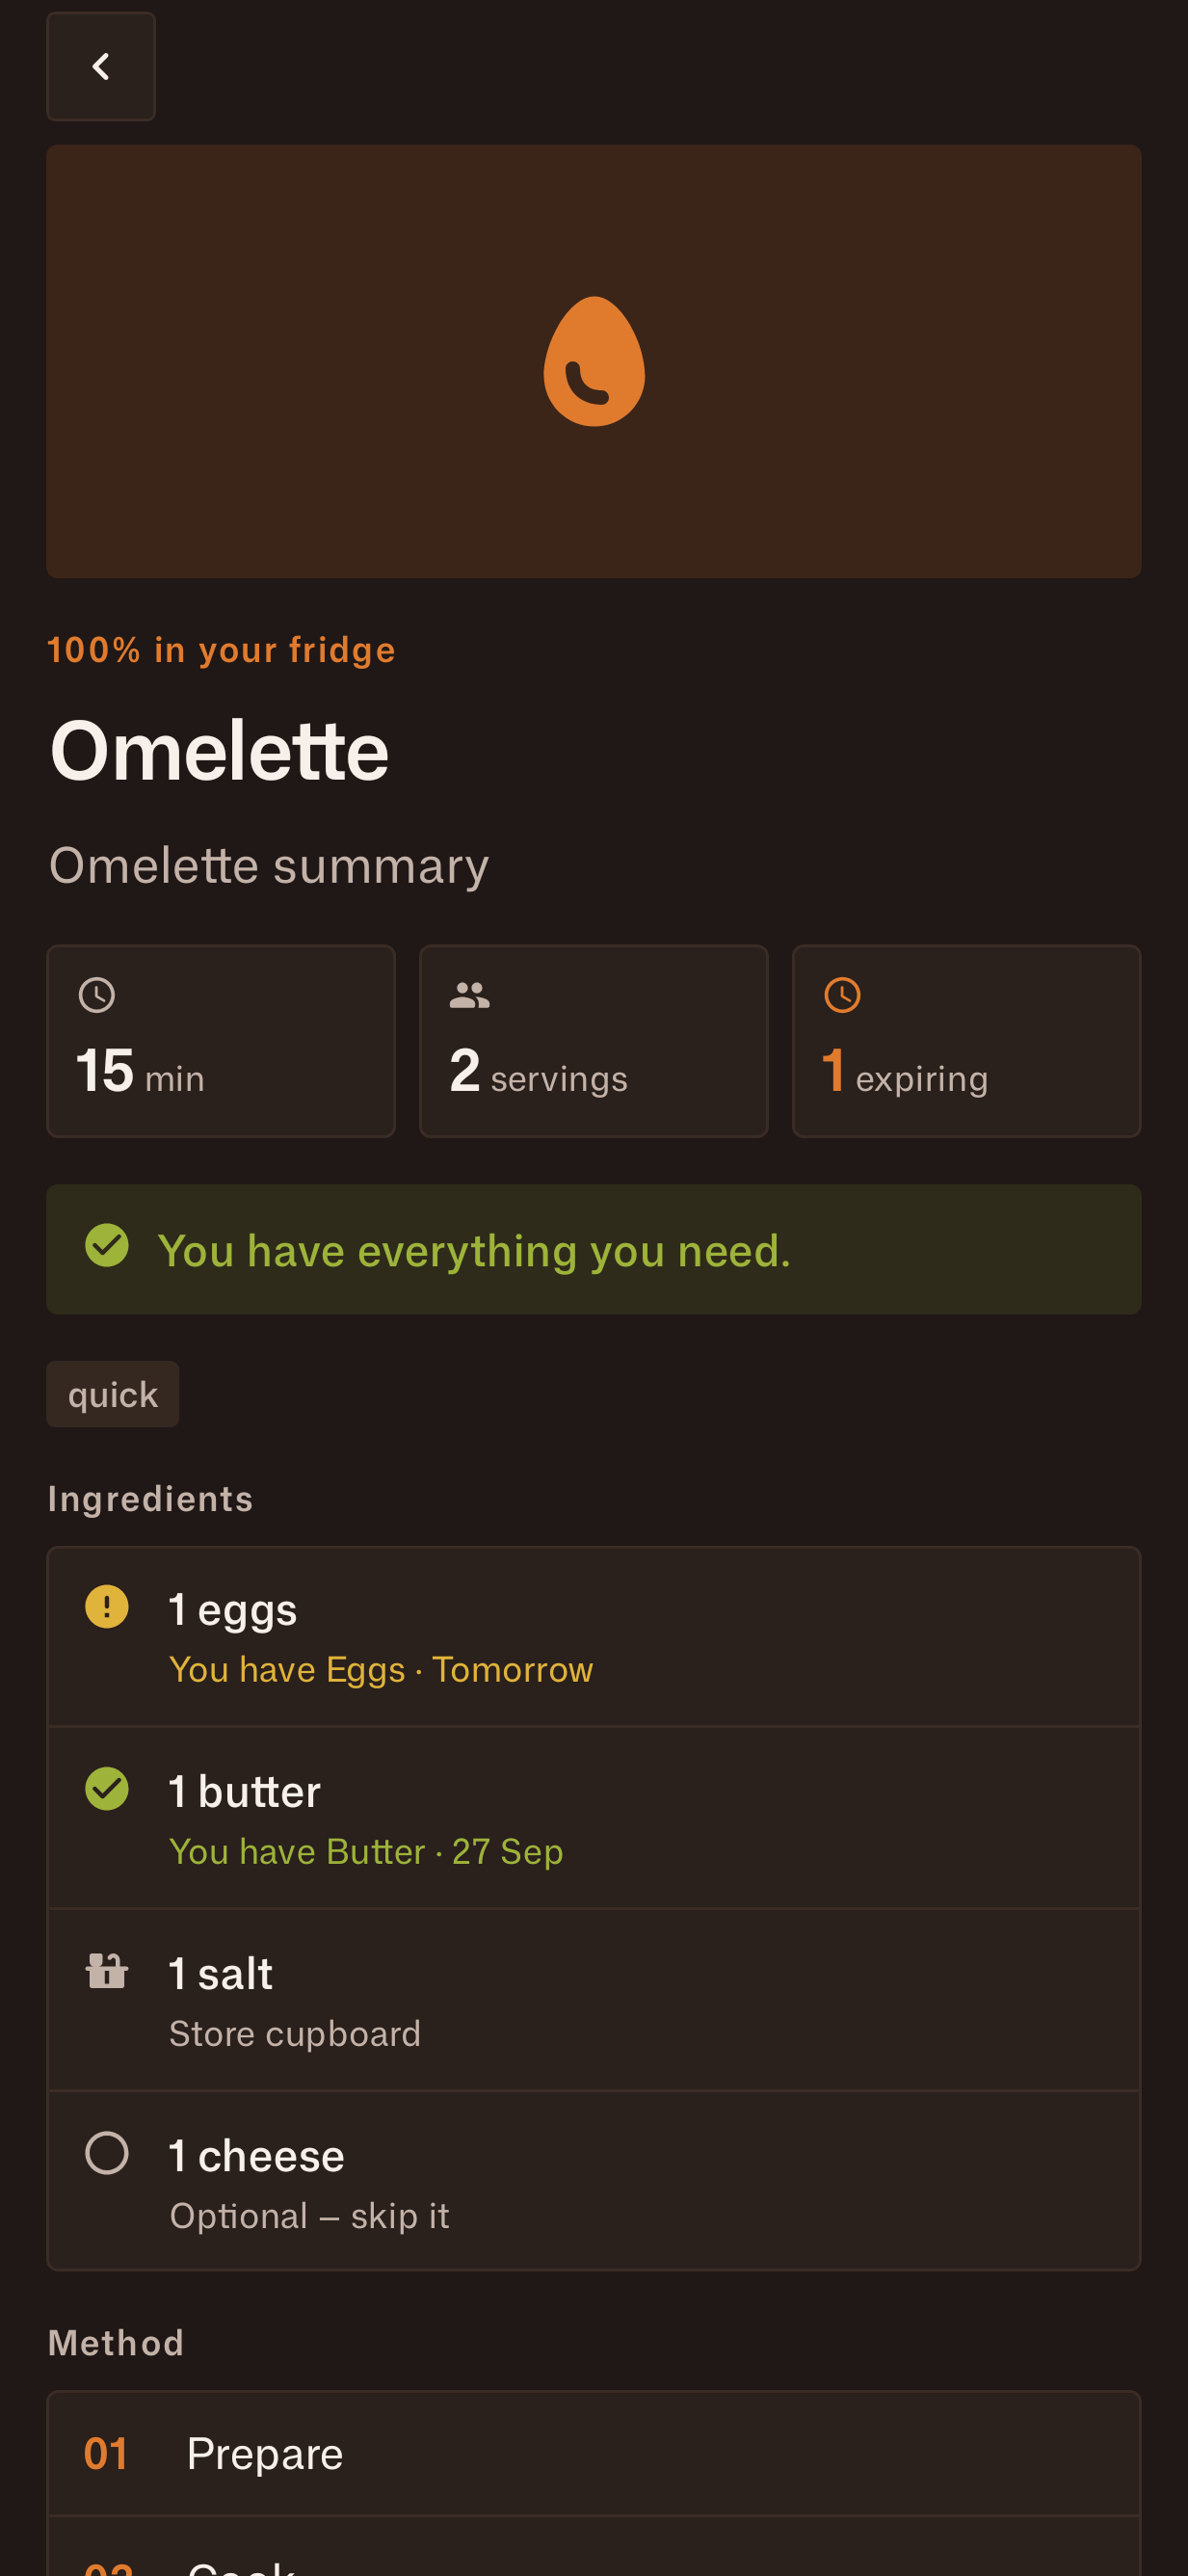 100% in your fridge
Omelette
Omelette summary
15 min
2 servings
1 expiring
You have everything you need.
quick
Ingredients
1 eggs
You have Eggs · Tomorrow
1 butter
You have Butter · 27 Sep
1 salt
Store cupboard
1 cheese
Optional – skip it
Method
01 Prepare
02 Cook